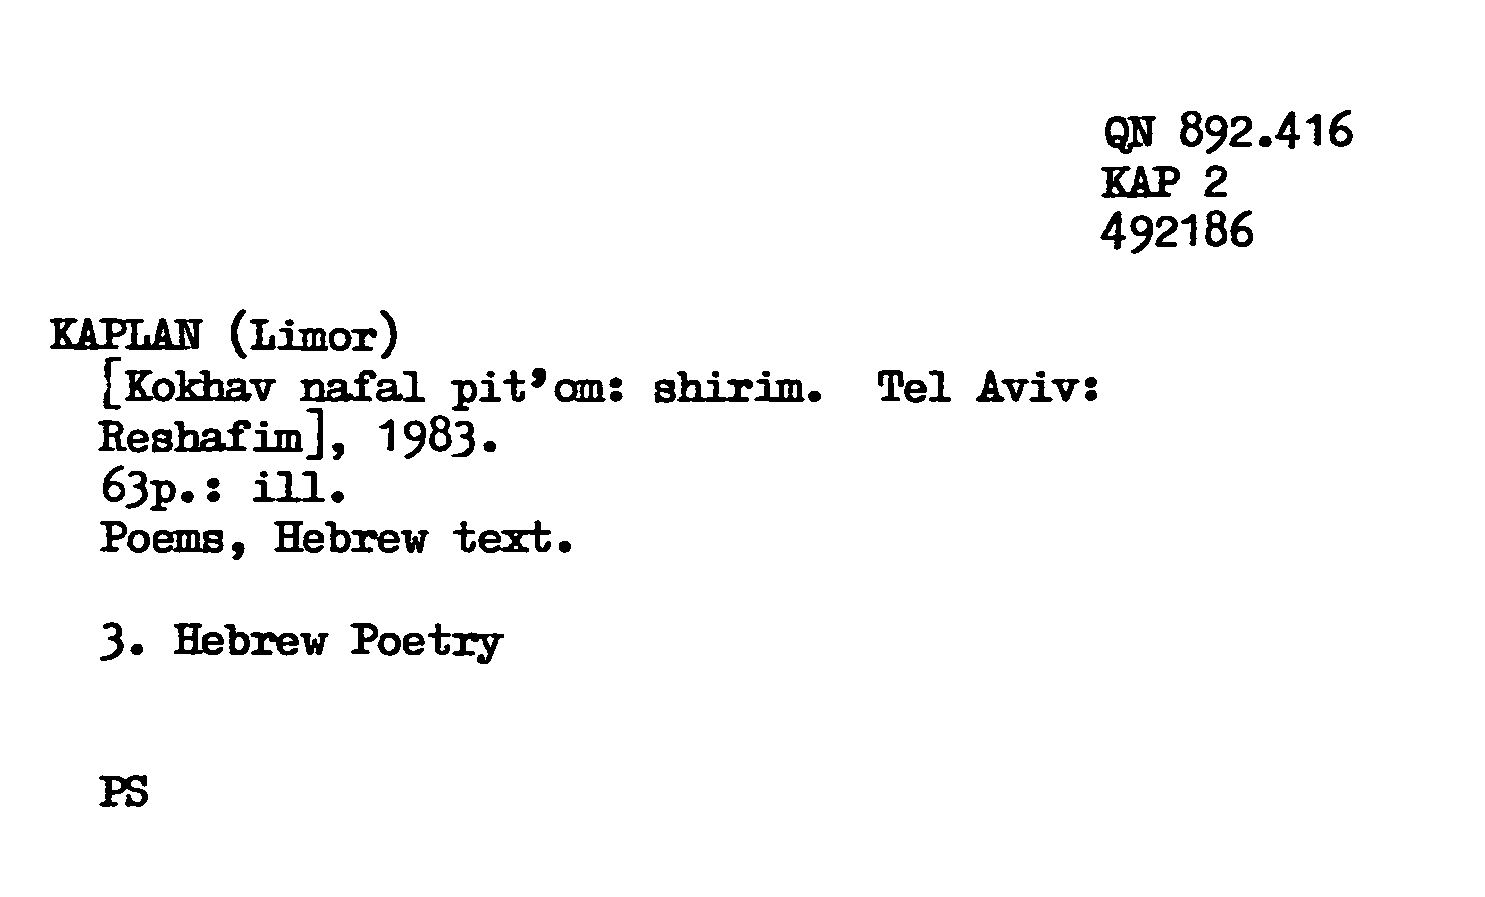 QN 892.416
KAP 2
492186
KAPLAN (Limor)
[Kokhav nafal pit'om: shirim. Tel Aviv:
Reshafim], 1983.
63p.: ill.
Poems, Hebrew text.
3. Hebrew Poetry
PS